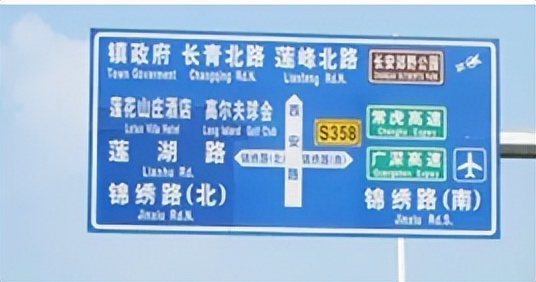 镇政府 长青北路 莲峰北路 长安郊野公园
Town Goverment Changqing Rd.N. Lianfeng Rd.N.
莲花山庄酒店 高尔夫球会 常虎高速
Lotus Villa Hotel Long Island Golf Club Changhu Expwy
S358
莲湖路 广深高速
Lianhu Rd. Guangshen Expwy
西安路
锦绣路(北) 锦绣路(南)
锦绣路(北) 锦绣路(南)
Jinxiu Rd.N. Jinxiu Rd.S.